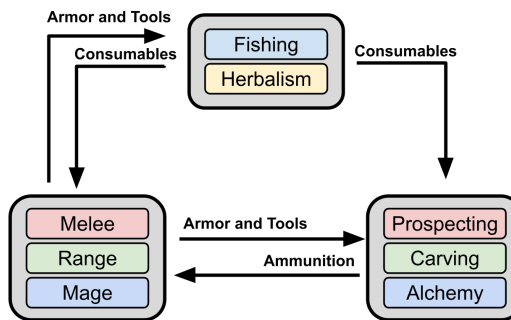 Armor and Tools
Consumables
Fishing
Herbalism
Consumables
Melee
Range
Mage
Armor and Tools
Ammunition
Prospecting
Carving
Alchemy